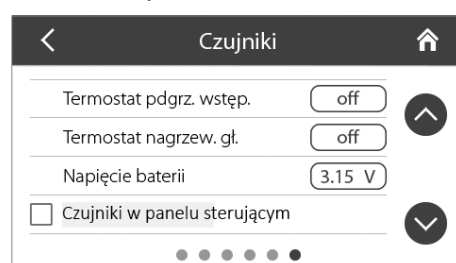 Czujniki
Termostat pdgrz. wstęp. off
Termostat nagrzew. gł. off
Napięcie baterii 3.15 V
Czujniki w panelu sterującym